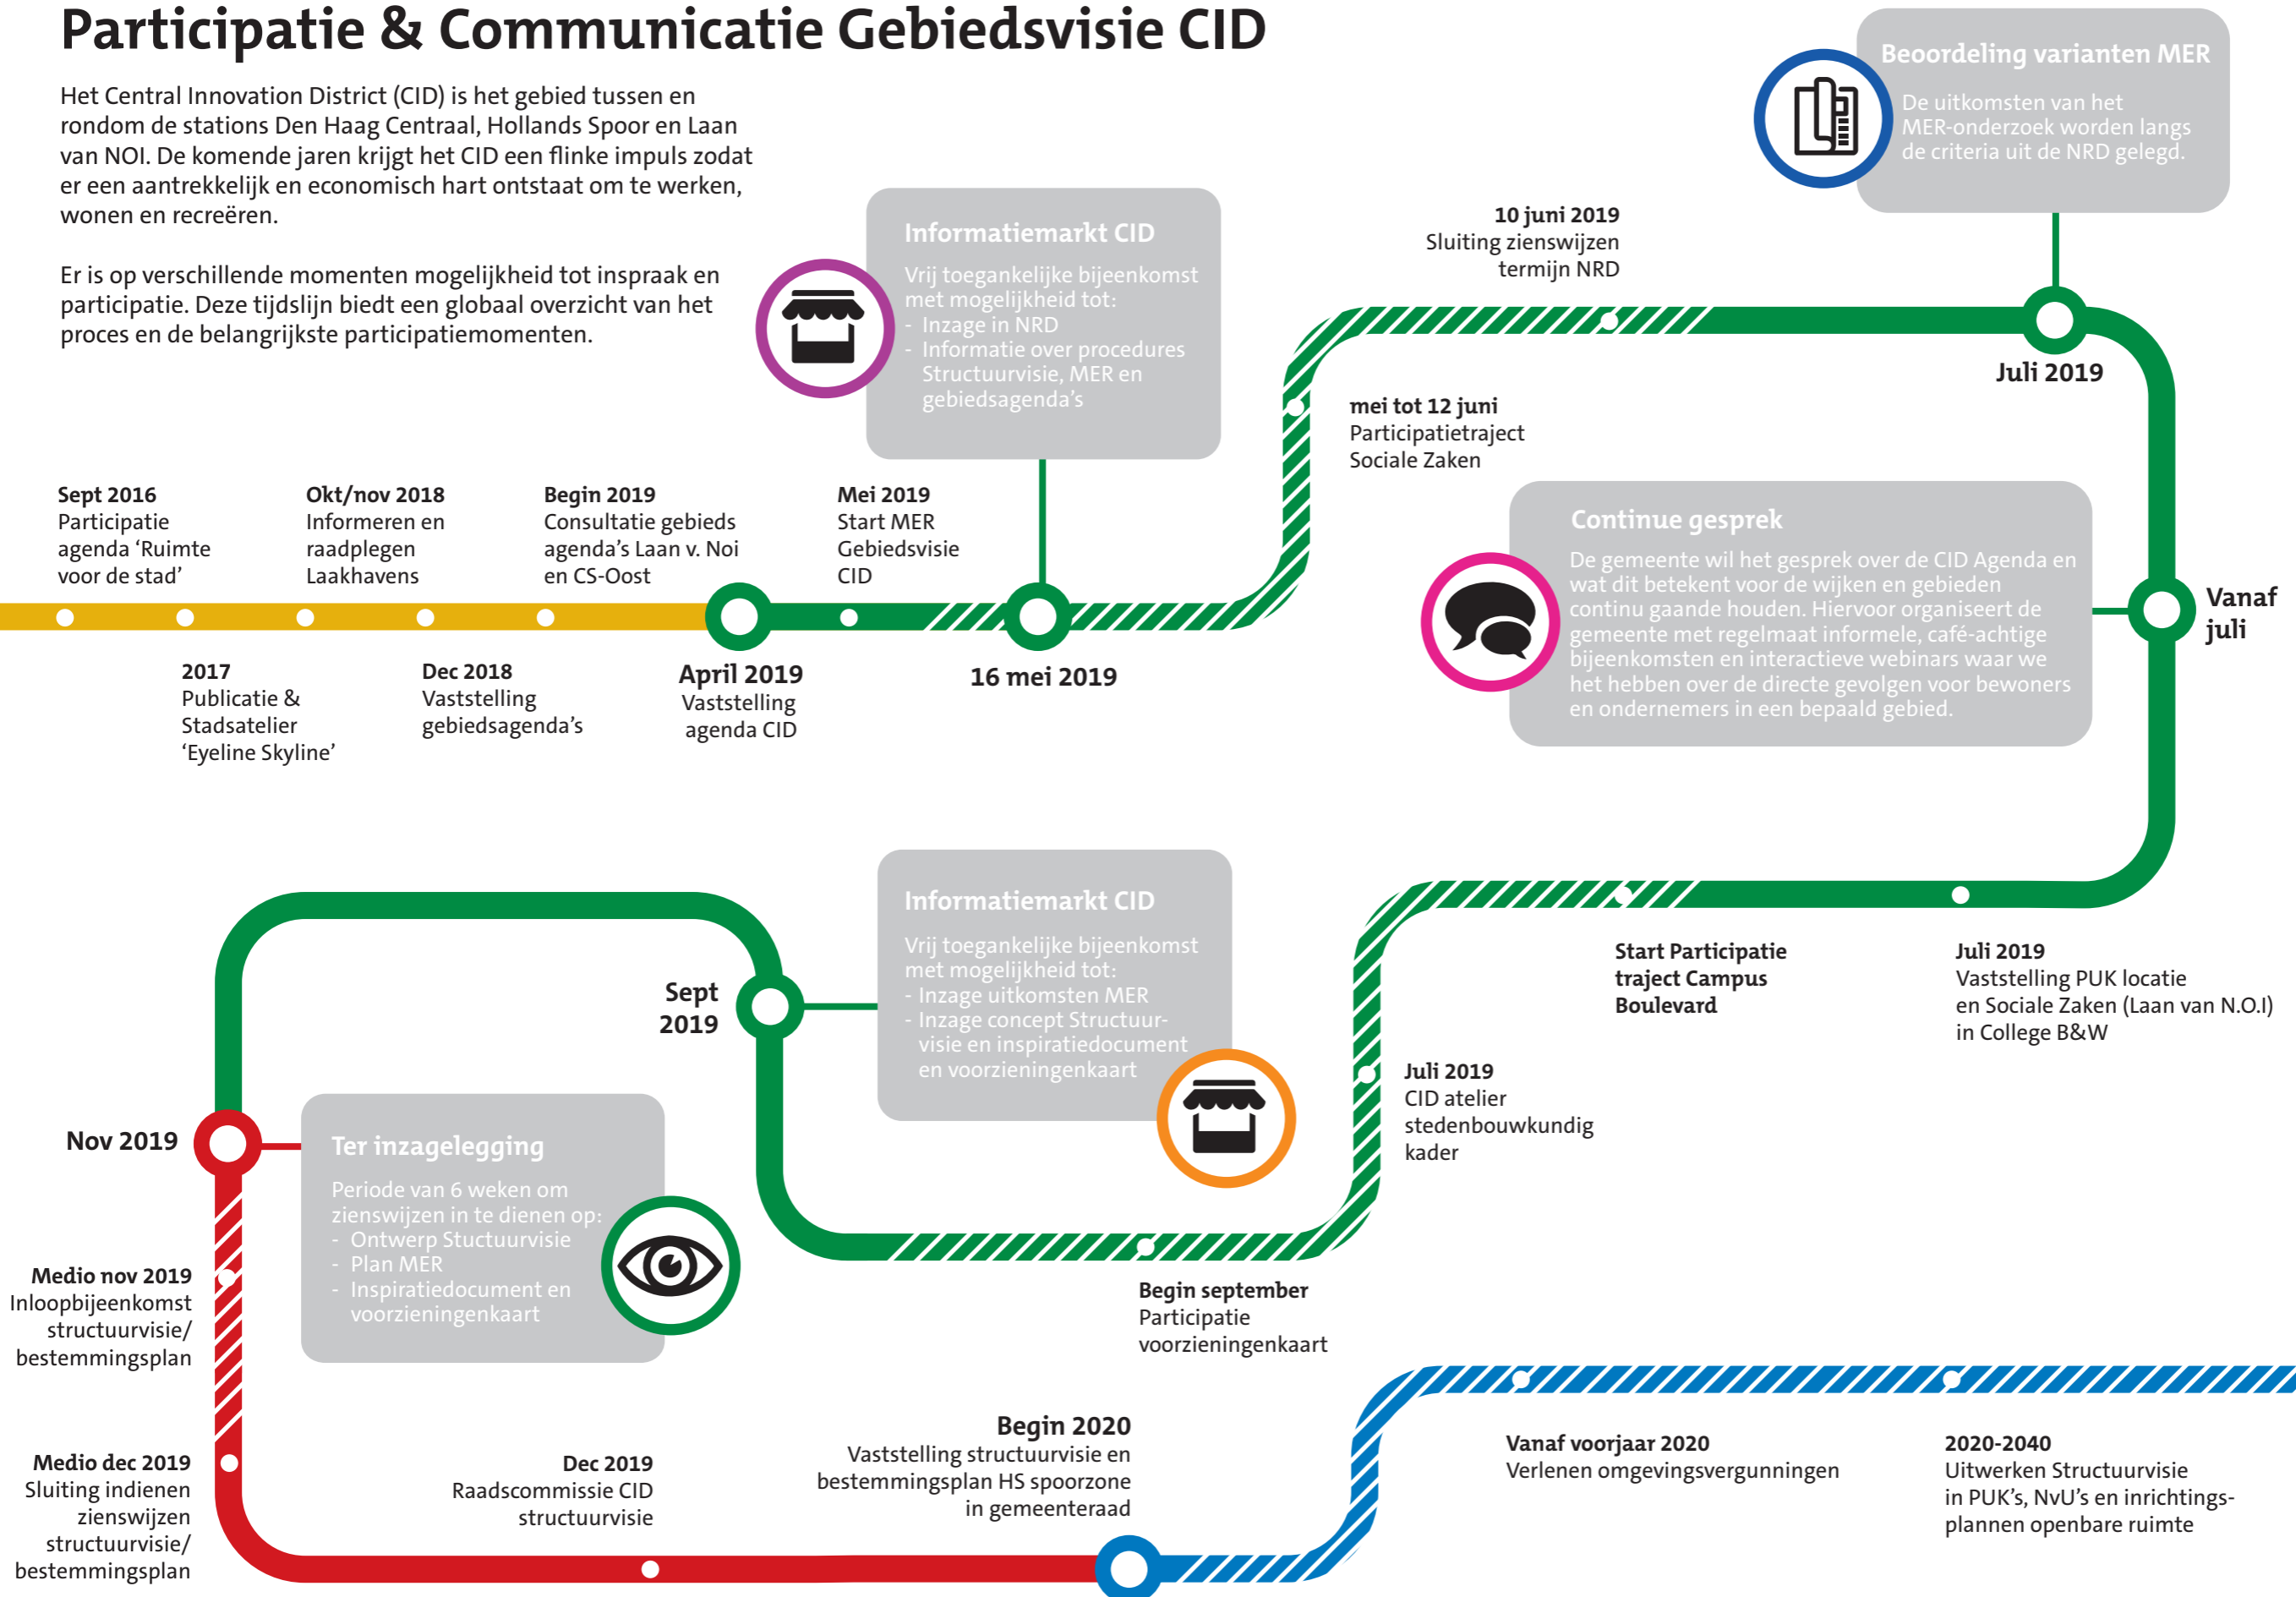 Participatie & Communicatie Gebiedsvisie CID
Het Central Innovation District (CID) is het gebied tussen en
rondom de stations Den Haag Centraal, Hollands Spoor en Laan
van NOI. De komende jaren krijgt het CID een flinke impuls zodat
er een aantrekkelijk en economisch hart ontstaat om te werken,
wonen en recreëren.
Er is op verschillende momenten mogelijkheid tot inspraak en
participatie. Deze tijdslijn biedt een globaal overzicht van het
proces en de belangrijkste participatiemomenten.
Sept 2016
Participatie
agenda ‘Ruimte
voor de stad’
2017
Publicatie &
Stadsatelier
‘Eyeline Skyline’
Okt/nov 2018
Informeren en
raadplegen
Laakhavens
Dec 2018
Vaststelling
gebiedsagenda’s
Begin 2019
Consultatie gebieds
agenda’s Laan v. Noi
en CS-Oost
April 2019
Vaststelling
agenda CID
Mei 2019
Start MER
Gebiedsvisie
CID
Informatiemarkt CID
Vrij toegankelijke bijeenkomst
met mogelijkheid tot:
- Inzage in NRD
- Informatie over procedures
Structuurvisie, MER en
gebiedsagenda’s
16 mei 2019
mei tot 12 juni
Participatietraject
Sociale Zaken
10 juni 2019
Sluiting zienswijzen
termijn NRD
Beoordeling varianten MER
De uitkomsten van het
MER-onderzoek worden langs
de criteria uit de NRD gelegd.
Juli 2019
Continue gesprek
De gemeente wil het gesprek over de CID Agenda en
wat dit betekent voor de wijken en gebieden
continu gaande houden. Hiervoor organiseert de
gemeente met regelmaat informele, café-achtige
bijeenkomsten en interactieve webinars waar we
het hebben over de directe gevolgen voor bewoners
en ondernemers in een bepaald gebied.
Vanaf
juli
Juli 2019
Vaststelling PUK locatie
en Sociale Zaken (Laan van N.O.I)
in College B&W
Start Participatie
traject Campus
Boulevard
Juli 2019
CID atelier
stedenbouwkundig
kader
Begin september
Participatie
voorzieningenkaart
Sept
2019
Informatiemarkt CID
Vrij toegankelijke bijeenkomst
met mogelijkheid tot:
- Inzage uitkomsten MER
- Inzage concept Structuur-
visie en inspiratiedocument
en voorzieningenkaart
Nov 2019
Ter inzagelegging
Periode van 6 weken om
zienswijzen in te dienen op:
- Ontwerp Stuctuurvisie
- Plan MER
- Inspiratiedocument en
voorzieningenkaart
Medio nov 2019
Inloopbijeenkomst
structuurvisie/
bestemmingsplan
Medio dec 2019
Sluiting indienen
zienswijzen
structuurvisie/
bestemmingsplan
Dec 2019
Raadscommissie CID
structuurvisie
Begin 2020
Vaststelling structuurvisie en
bestemmingsplan HS spoorzone
in gemeenteraad
Vanaf voorjaar 2020
Verlenen omgevingsvergunningen
2020-2040
Uitwerken Structuurvisie
in PUK’s, NvU’s en inrichtings-
plannen openbare ruimte